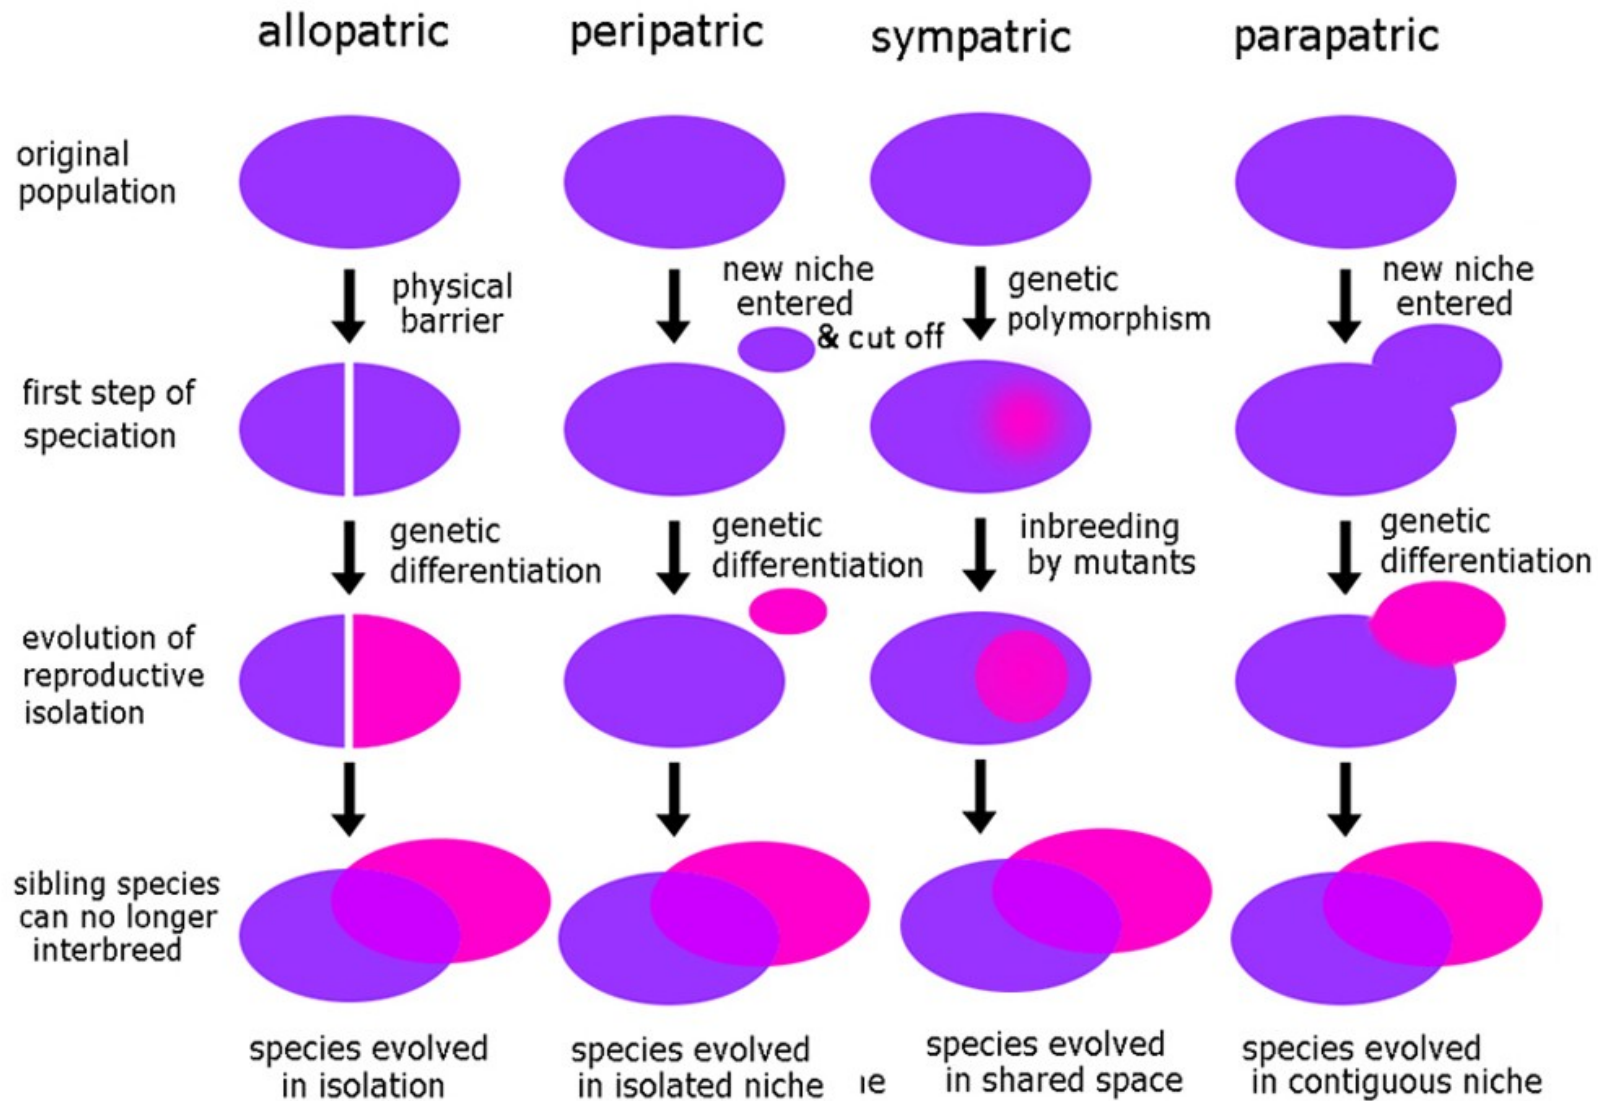 allopatric
peripatric
sympatric
parapatric
original
population
physical
barrier
new niche
entered
& cut off
genetic
polymorphism
new niche
entered
first step of
speciation
genetic
differentiation
genetic
differentiation
inbreeding
by mutants
genetic
differentiation
evolution of
reproductive
isolation
sibling species
can no longer
interbreed
species evolved
in isolation
species evolved
in isolated niche
ıe
species evolved
in shared space
species evolved
in contiguous niche